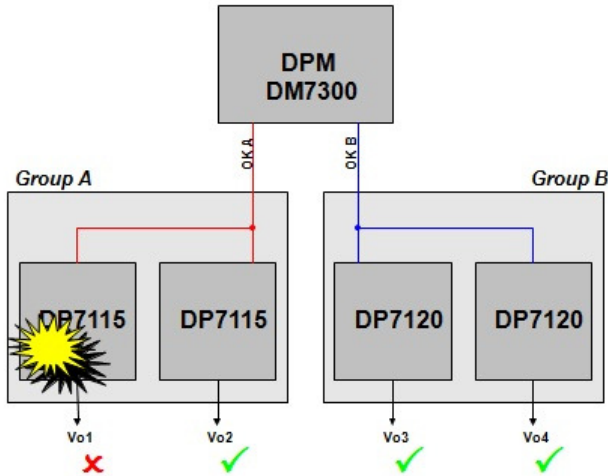 DPM
DM7300
OK A
OK B
Group A
Group B
DP7115
DP7115
DP7120
DP7120
Vo1
Vo2
Vo3
Vo4